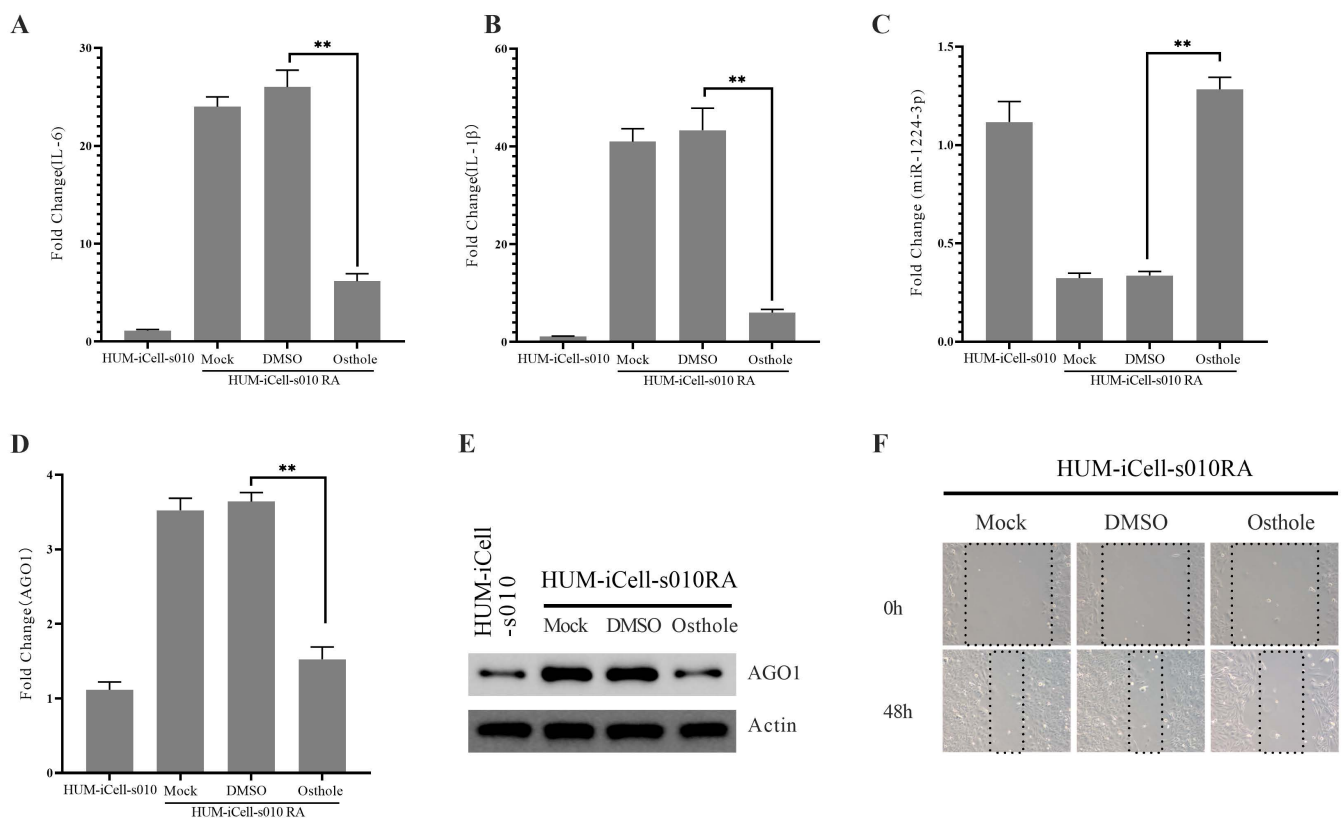 A
Fold Change(IL-6)
30
**
20
10
0
HUM-iCell-s010 Mock DMSO Osthole
HUM-iCell-s010 RA
B
Fold Change(IL-1β)
60
**
40
20
0
HUM-iCell-s010 Mock DMSO Osthole
HUM-iCell-s010 RA
C
Fold Change (miR-1224-3p)
1.5
**
1.0
0.5
0.0
HUM-iCell-s010 Mock DMSO Osthole
HUM-iCell-s010 RA
D
Fold Change(AGO1)
4
**
3
2
1
0
HUM-iCell-s010 Mock DMSO Osthole
HUM-iCell-s010 RA
E
HUM-iCell
-s010
HUM-iCell-s010RA
Mock DMSO Osthole
AGO1
Actin
F
HUM-iCell-s010RA
Mock DMSO Osthole
0h
48h